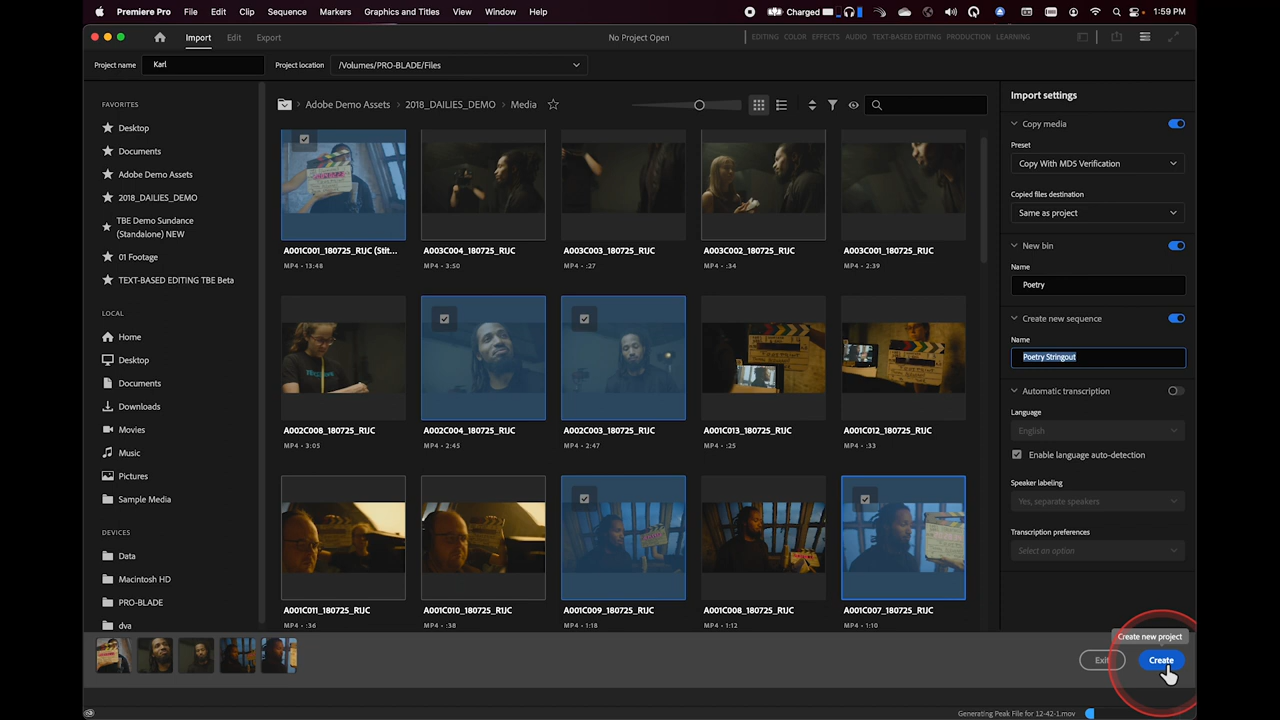 Premiere Pro File Edit Clip Sequence Markers Graphics and Titles View Window Help Charged 1:59 PM
Import Edit Export No Project Open EDITING COLOR EFFECTS AUDIO TEXT-BASED EDITING PRODUCTION LEARNING
Project name Karl Project location /Volumes/PRO-BLADE/Files
FAVORITES
Desktop
Documents
Adobe Demo Assets
2018_DAILIES_DEMO
TBE Demo Sundance
(Standalone) NEW
01 Footage
TEXT-BASED EDITING TBE Beta
LOCAL
Home
Desktop
Documents
Downloads
Movies
Music
Pictures
Sample Media
DEVICES
Data
Macintosh HD
PRO-BLADE
dva
Adobe Demo Assets > 2018_DAILIES_DEMO > Media
A001C001_180725_R1JC (Stit... A003C004_180725_R1JC A003C003_180725_R1JC A003C002_180725_R1JC A003C001_180725_R1JC
MP4 • 13:48 MP4 • 3:50 MP4 • :27 MP4 • :34 MP4 • 2:39
A002C008_180725_R1JC A002C004_180725_R1JC A002C003_180725_R1JC A001C013_180725_R1JC A001C012_180725_R1JC
MP4 • 3:05 MP4 • 2:45 MP4 • 2:47 MP4 • :25 MP4 • :33
A001C011_180725_R1JC A001C010_180725_R1JC A001C009_180725_R1JC A001C008_180725_R1JC A001C007_180725_R1JC
MP4 • :36 MP4 • :38 MP4 • 1:18 MP4 • 1:12 MP4 • 1:10
Import settings
Copy media
Preset
Copy With MD5 Verification
Copied files destination
Same as project
New bin
Name
Poetry
Create new sequence
Name
Poetry Stringout
Automatic transcription
Language
English
Enable language auto-detection
Speaker labeling
Yes, separate speakers
Transcription preferences
Select an option
Create new project
Exit Create
Generating Peak File for 12-42-1.mov